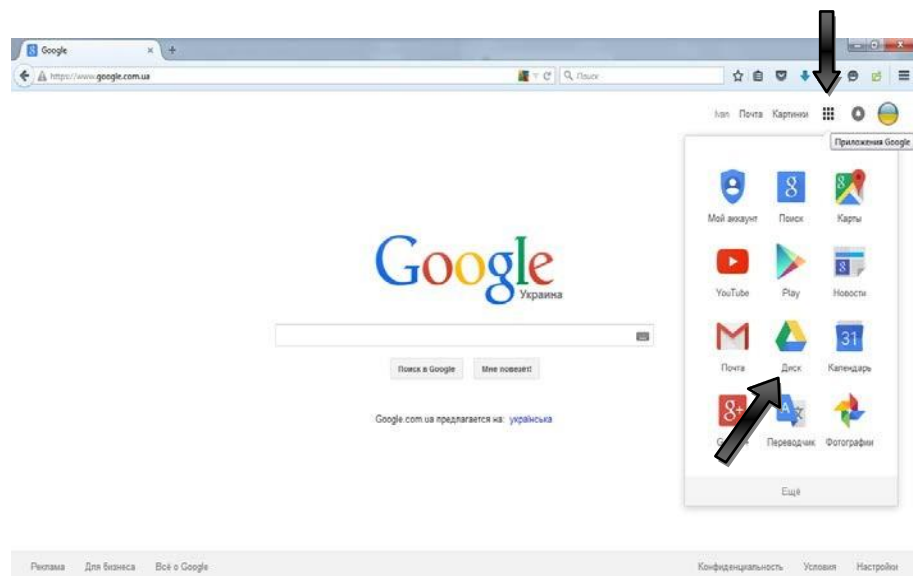 Google
https://www.google.com.ua
Поиск
Ivan Почта Картинки
Приложения Google
Мой аккаунт Поиск Карты
YouTube Play Новости
Почта Диск Календарь
31
Переводчик Фотографии
Ещё
Google
Украина
Поиск в Google Мне повезёт!
Google.com.ua предлагается на: українська
Реклама Для бизнеса Всё о Google
Конфиденциальность Условия Настройки